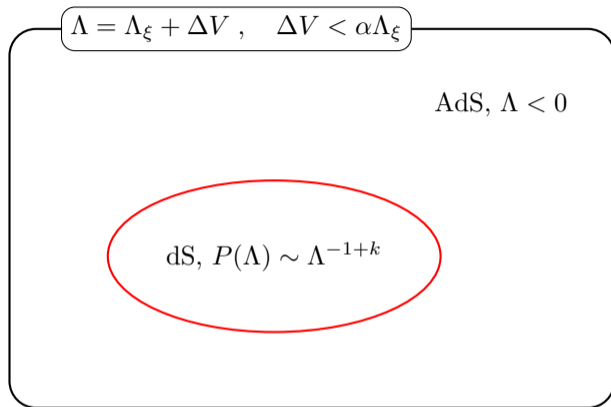 Λ = Λ_ξ + ΔV , ΔV < αΛ_ξ
AdS, Λ < 0
dS, P(Λ) ∼ Λ^{−1+k}